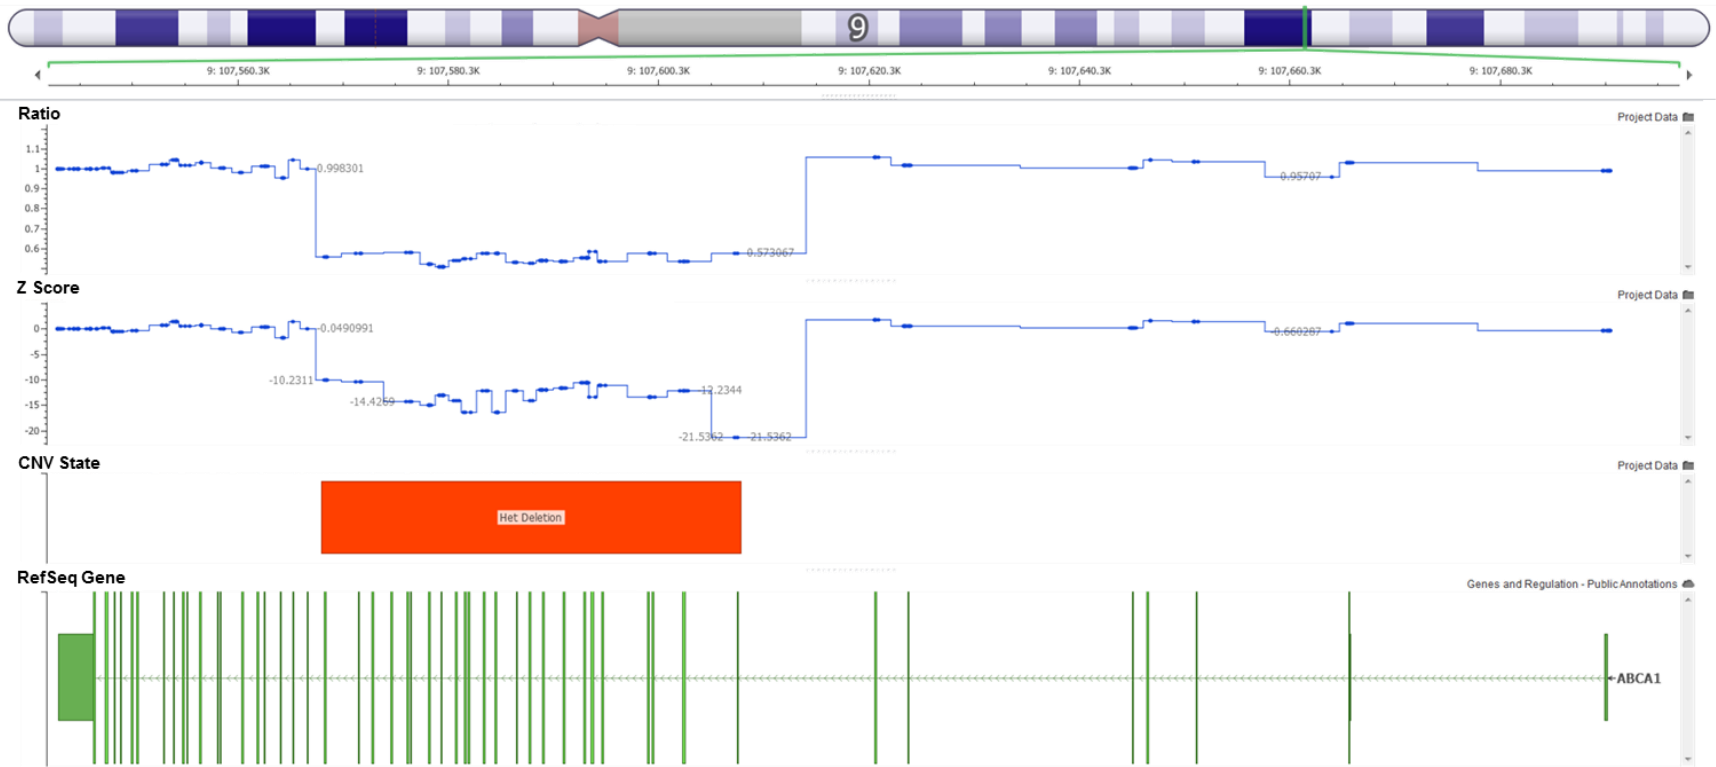 9
9: 107,560.3K 9: 107,580.3K 9: 107,600.3K 9: 107,620.3K 9: 107,640.3K 9: 107,660.3K 9: 107,680.3K
Ratio
Project Data
1.1
1
0.9
0.8
0.7
0.6
0.998301
0.573067
0.95707
Z Score
Project Data
0
-5
-10
-15
-20
-0.0490991
-10.2311
-14.4269
-12.2344
-21.5362
-21.5362
-0.660287
CNV State
Project Data
Het Deletion
RefSeq Gene
Genes and Regulation - PublicAnnotations
ABCA1